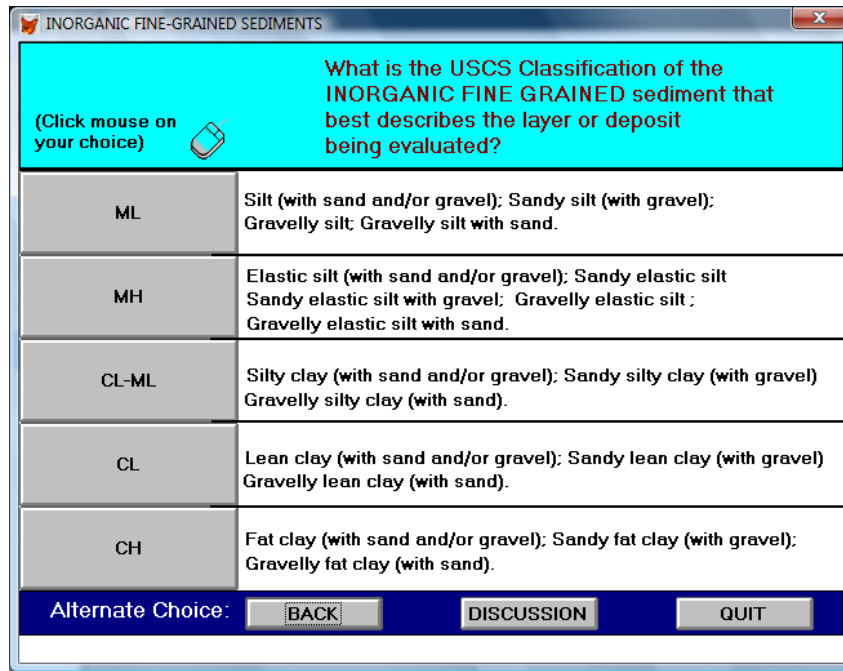 INORGANIC FINE-GRAINED SEDIMENTS
x
What is the USCS Classification of the
INORGANIC FINE GRAINED sediment that
best describes the layer or deposit
being evaluated?
(Click mouse on
your choice)
ML
Silt (with sand and/or gravel); Sandy silt (with gravel);
Gravelly silt; Gravelly silt with sand.
MH
Elastic silt (with sand and/or gravel); Sandy elastic silt
Sandy elastic silt with gravel; Gravelly elastic silt ;
Gravelly elastic silt with sand.
CL-ML
Silty clay (with sand and/or gravel); Sandy silty clay (with gravel)
Gravelly silty clay (with sand).
CL
Lean clay (with sand and/or gravel); Sandy lean clay (with gravel)
Gravelly lean clay (with sand).
CH
Fat clay (with sand and/or gravel); Sandy fat clay (with gravel);
Gravelly fat clay (with sand).
Alternate Choice: BACK DISCUSSION QUIT